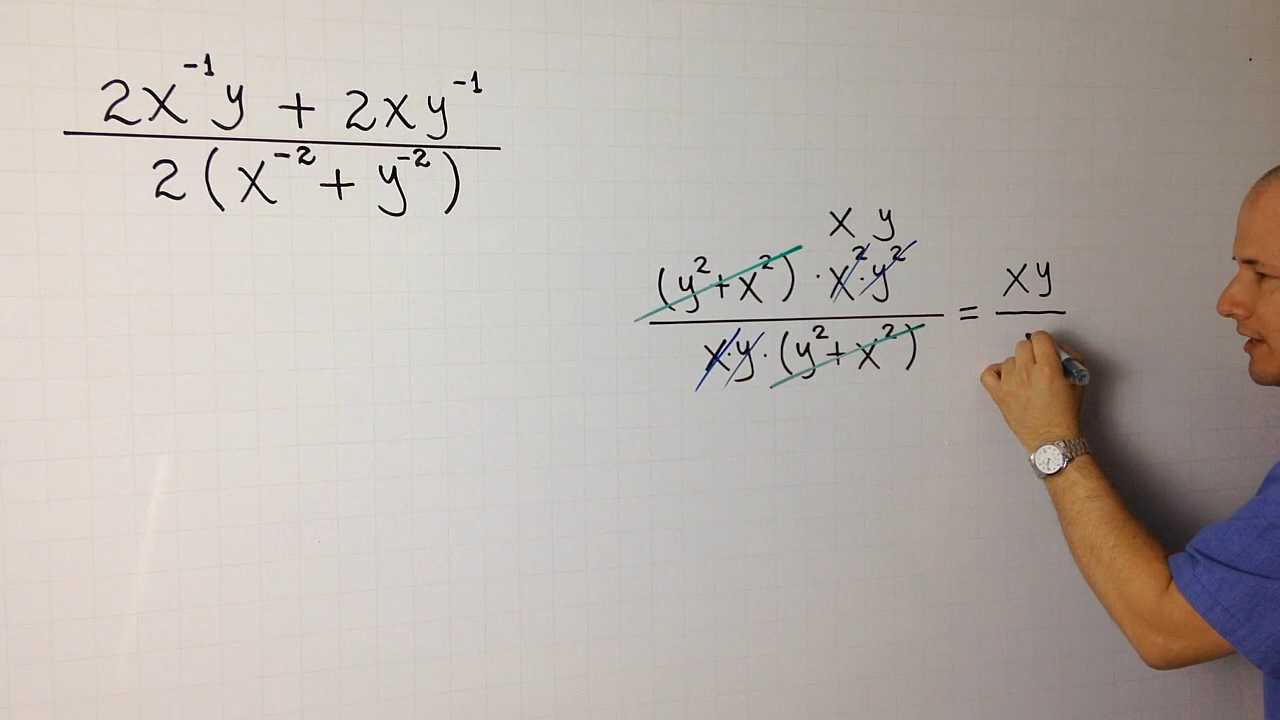 2x⁻¹y + 2xy⁻¹
2(x⁻² + y⁻²)
x y
(y² + x²) · x² · y²
x · y · (y² + x²)
= xy